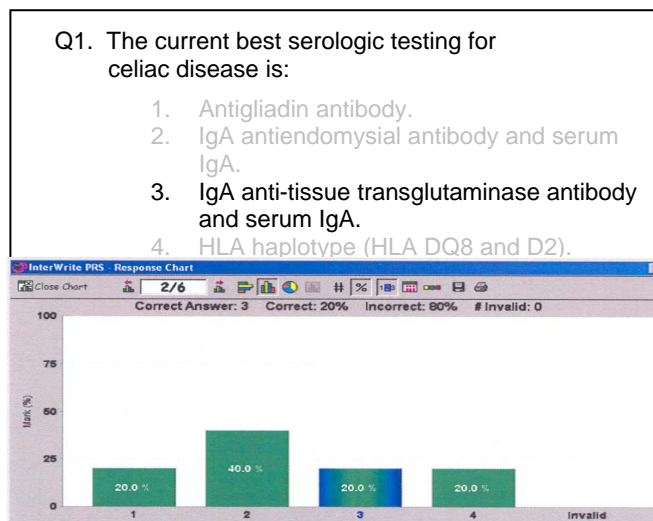 Q1. The current best serologic testing for
celiac disease is:
1. Antigliadin antibody.
2. IgA antiendomysial antibody and serum
IgA.
3. IgA anti-tissue transglutaminase antibody
and serum IgA.
4. HLA haplotype (HLA DQ8 and D2).
InterWrite PRS - Response Chart
Close Chart 2/6 # %
Correct Answer: 3 Correct: 20% Incorrect: 80% # Invalid: 0
100
75
Mark (%)
50
25
0
20.0 % 40.0 % 20.0 % 20.0 %
1 2 3 4 Invalid